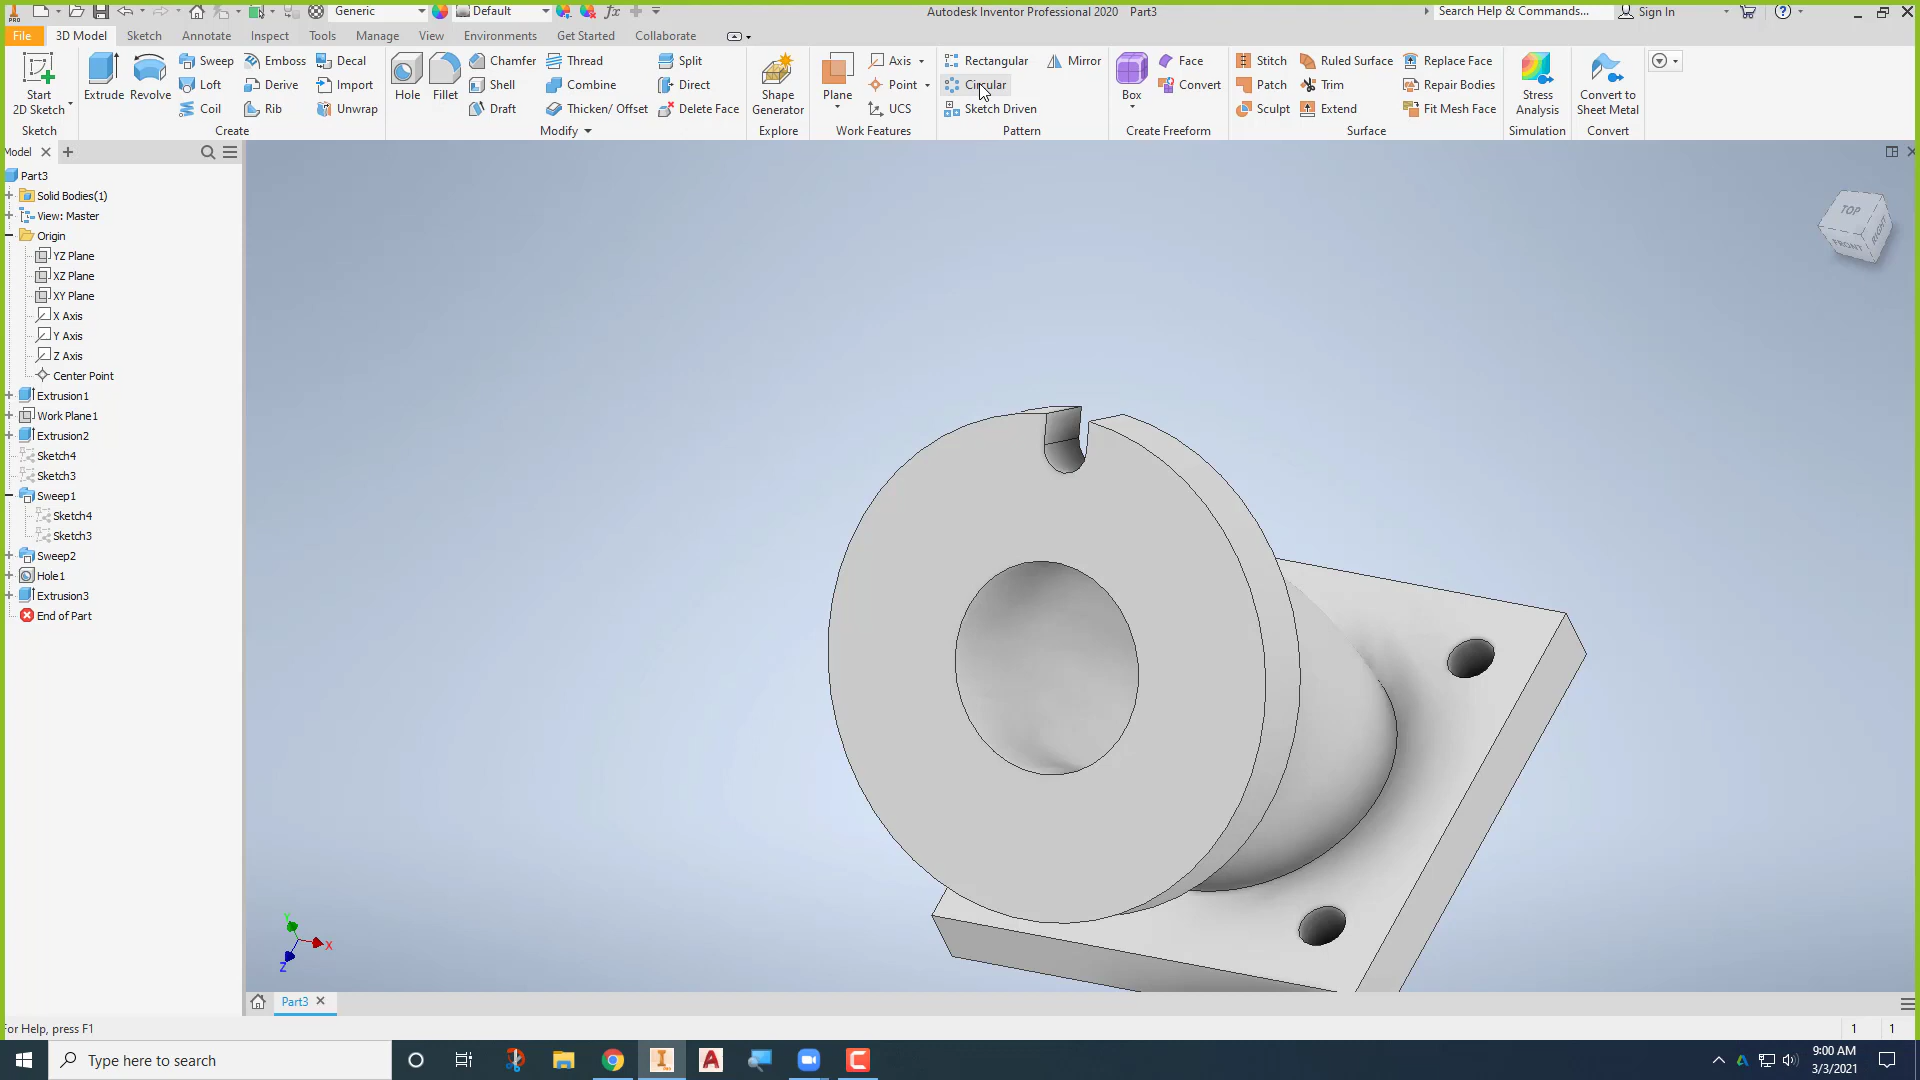 PRO Generic Default fx Autodesk Inventor Professional 2020 Part3 Search Help & Commands... Sign In
File 3D Model Sketch Annotate Inspect Tools Manage View Environments Get Started Collaborate
Start 2D Sketch
Extrude
Revolve
Sweep Emboss Decal
Loft Derive Import
Coil Rib Unwrap
Hole
Fillet
Chamfer Thread Split
Shell Combine Direct
Draft Thicken/ Offset Delete Face
Shape Generator
Plane
Axis
Point
UCS
Rectangular Mirror
Circular
Sketch Driven
Box
Face
Convert
Stitch Ruled Surface Replace Face
Patch Trim Repair Bodies
Sculpt Extend Fit Mesh Face
Stress Analysis
Convert to Sheet Metal
Sketch Create Modify Explore Work Features Pattern Create Freeform Surface Simulation Convert
Model
Part3
Solid Bodies(1)
View: Master
Origin
YZ Plane
XZ Plane
XY Plane
X Axis
Y Axis
Z Axis
Center Point
Extrusion1
Work Plane1
Extrusion2
Sketch4
Sketch3
Sweep1
Sketch4
Sketch3
Sweep2
Hole1
Extrusion3
End of Part
TOP
FRONT
RIGHT
Y
X
Z
Part3
For Help, press F1
1 1
Type here to search
9:00 AM
3/3/2021